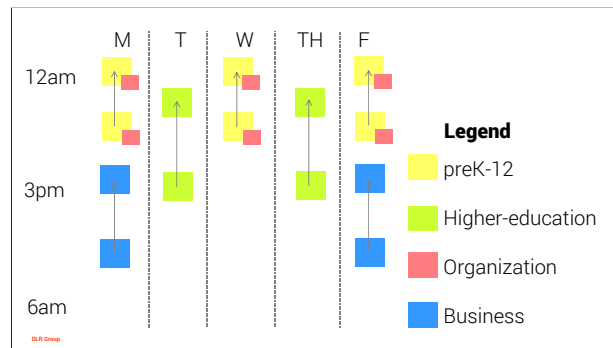 M T W TH F
12am
Legend
preK-12
3pm
Higher-education
Organization
6am
Business
DLR Group